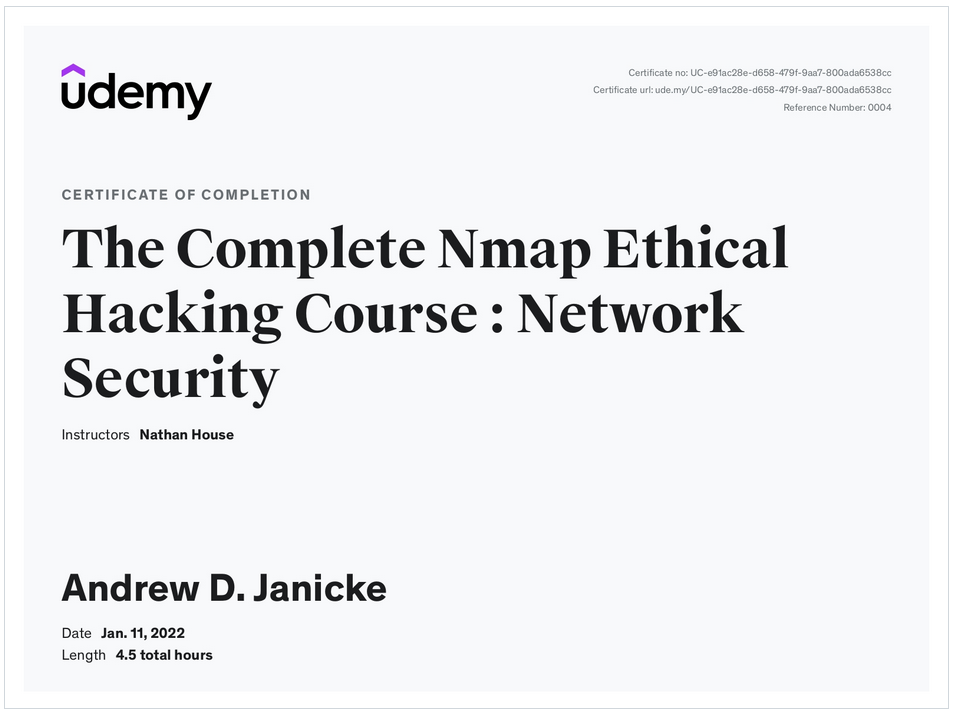 udemy
Certificate no: UC-e91ac28e-d658-479f-9aa7-800ada6538cc
Certificate url: ude.my/UC-e91ac28e-d658-479f-9aa7-800ada6538cc
Reference Number: 0004
CERTIFICATE OF COMPLETION
The Complete Nmap Ethical
Hacking Course : Network
Security
Instructors Nathan House
Andrew D. Janicke
Date Jan. 11, 2022
Length 4.5 total hours